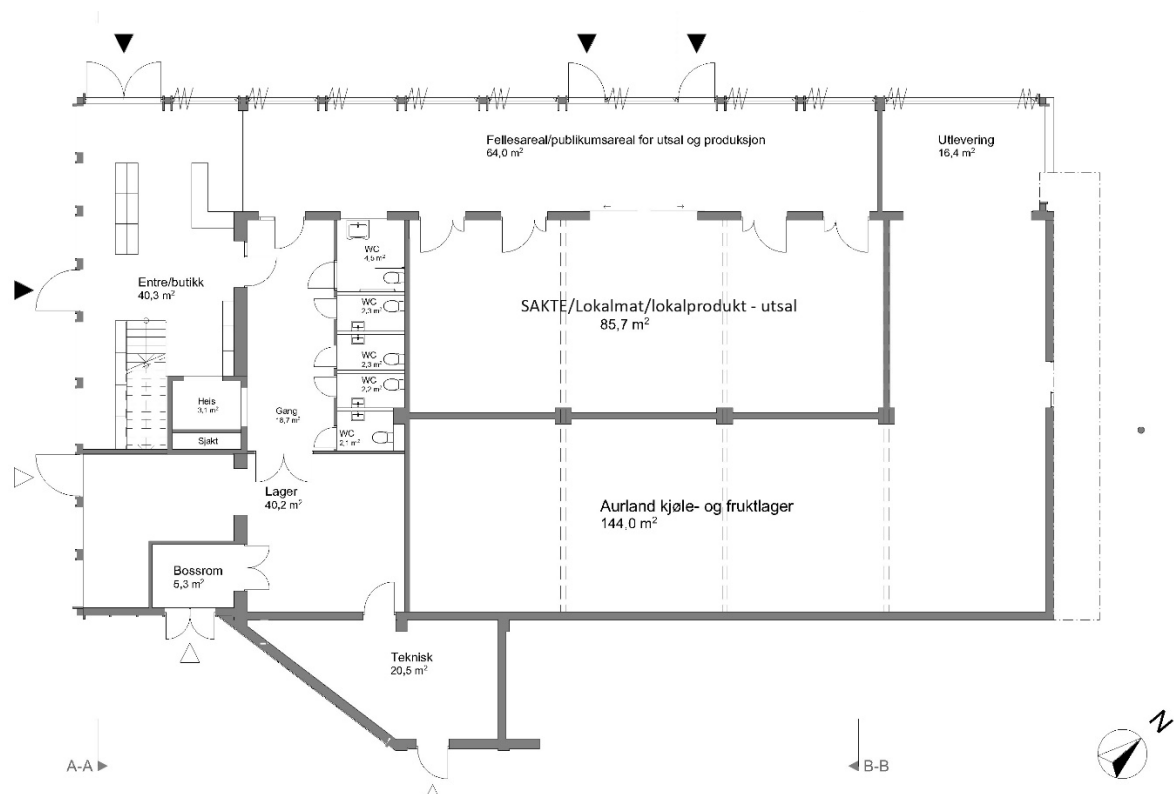 Fellesareal/publikumsareal for utsal og produksjon
64,0 m²
Utlevering
16,4 m²
WC
4,5 m²
Entre/butikk
40,3 m²
WC
2,3 m²
SAKTE/Lokalmat/lokalprodukt - utsal
85,7 m²
WC
2,3 m²
WC
2,2 m²
Heis
3,1 m²
Gang
18,7 m²
WC
2,1 m²
Sjakt
Lager
40,2 m²
Aurland kjøle- og fruktlager
144,0 m²
Bossrom
5,3 m²
Teknisk
20,5 m²
N
A-A
B-B